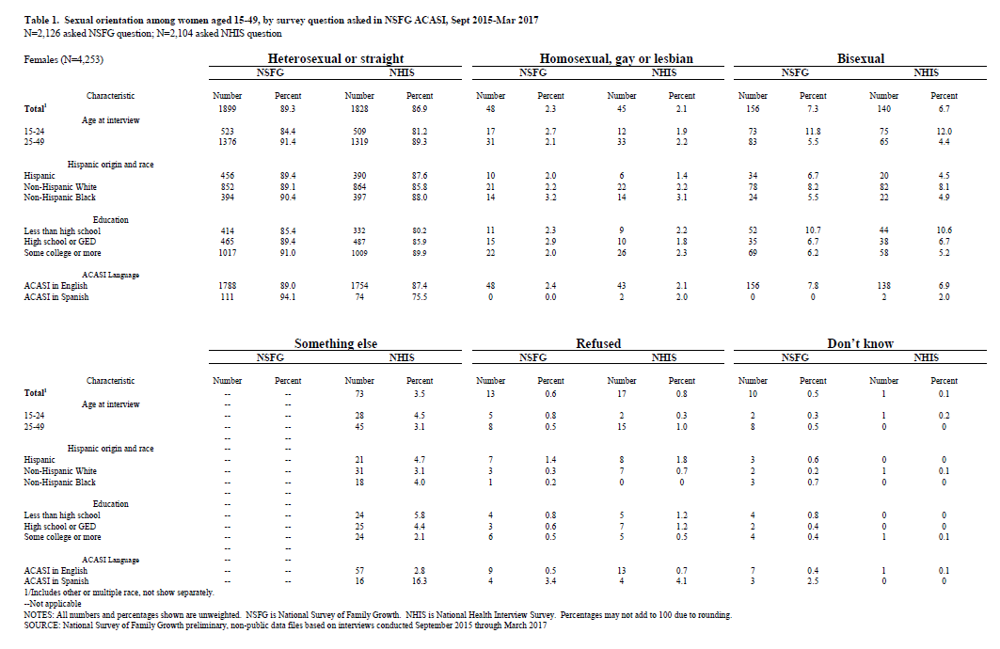 Table 1. Sexual orientation among women aged 15-49, by survey question asked in NSFG ACASI, Sept 2015-Mar 2017
N=2,126 asked NSFG question; N=2,104 asked NHIS question
Females (N=4,253) Heterosexual or straight Homosexual, gay or lesbian Bisexual
NSFG NHIS NSFG NHIS NSFG NHIS
Characteristic Number Percent Number Percent Number Percent Number Percent Number Percent Number Percent
Total1 1899 89.3 1828 86.9 48 2.3 45 2.1 156 7.3 140 6.7
Age at interview
15-24 523 84.4 509 81.2 17 2.7 12 1.9 73 11.8 75 12.0
25-49 1376 91.4 1319 89.3 31 2.1 33 2.2 83 5.5 65 4.4
Hispanic origin and race
Hispanic 456 89.4 390 87.6 10 2.0 6 1.4 34 6.7 20 4.5
Non-Hispanic White 852 89.1 864 85.8 21 2.2 22 2.2 78 8.2 82 8.1
Non-Hispanic Black 394 90.4 397 88.0 14 3.2 14 3.1 24 5.5 22 4.9
Education
Less than high school 414 85.4 332 80.2 11 2.3 9 2.2 52 10.7 44 10.6
High school or GED 465 89.4 487 85.9 15 2.9 10 1.8 35 6.7 38 6.7
Some college or more 1017 91.0 1009 89.9 22 2.0 26 2.3 69 6.2 58 5.2
ACASI Language
ACASI in English 1788 89.0 1754 87.4 48 2.4 43 2.1 156 7.8 138 6.9
ACASI in Spanish 111 94.1 74 75.5 0 0.0 2 2.0 0 0 2 2.0
Something else Refused Don't know
NSFG NHIS NSFG NHIS NSFG NHIS
Characteristic Number Percent Number Percent Number Percent Number Percent Number Percent Number Percent
Total1 -- -- 73 3.5 13 0.6 17 0.8 10 0.5 1 0.1
Age at interview -- --
15-24 -- -- 28 4.5 5 0.8 2 0.3 2 0.3 1 0.2
25-49 -- -- 45 3.1 8 0.5 15 1.0 8 0.5 0 0
-- --
Hispanic origin and race -- --
Hispanic -- -- 21 4.7 7 1.4 8 1.8 3 0.6 0 0
Non-Hispanic White -- -- 31 3.1 3 0.3 7 0.7 2 0.2 1 0.1
Non-Hispanic Black -- -- 18 4.0 1 0.2 0 0 3 0.7 0 0
-- --
Education -- --
Less than high school -- -- 24 5.8 4 0.8 5 1.2 4 0.8 0 0
High school or GED -- -- 25 4.4 3 0.6 7 1.2 2 0.4 0 0
Some college or more -- -- 24 2.1 6 0.5 5 0.5 4 0.4 1 0.1
-- --
ACASI Language -- --
ACASI in English -- -- 57 2.8 9 0.5 13 0.7 7 0.4 1 0.1
ACASI in Spanish -- -- 16 16.3 4 3.4 4 4.1 3 2.5 0 0
1/Includes other or multiple race, not show separately.
--Not applicable
NOTES: All numbers and percentages shown are unweighted. NSFG is National Survey of Family Growth. NHIS is National Health Interview Survey. Percentages may not add to 100 due to rounding.
SOURCE: National Survey of Family Growth preliminary, non-public data files based on interviews conducted September 2015 through March 2017